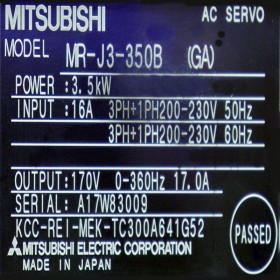 MITSUBISHI AC SERVO
MODEL MR-J3-350B (GA)
POWER :3.5kW
INPUT :16A 3PH+1PH200-230V 50Hz
3PH+1PH200-230V 60Hz
OUTPUT:170V 0-360Hz 17.0A
SERIAL: A17W83009
KCC-REI-MEK-TC300A641G52
MITSUBISHI ELECTRIC CORPORATION
MADE IN JAPAN
PASSED